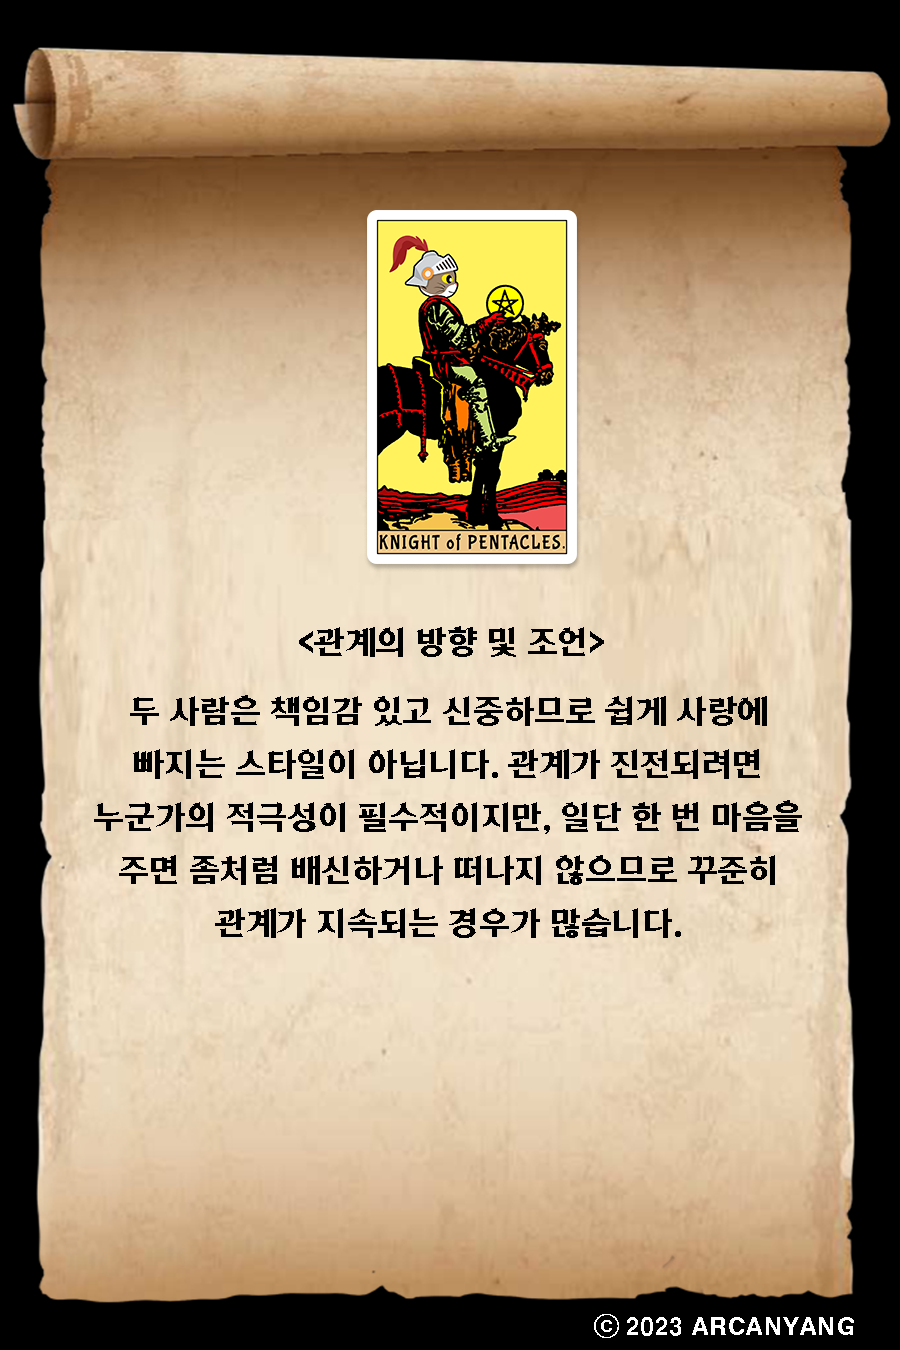 KNIGHT of PENTACLES.
<관계의 방향 및 조언>
두 사람은 책임감 있고 신중하므로 쉽게 사랑에
빠지는 스타일이 아닙니다. 관계가 진전되려면
누군가의 적극성이 필수적이지만, 일단 한 번 마음을
주면 좀처럼 배신하거나 떠나지 않으므로 꾸준히
관계가 지속되는 경우가 많습니다.
ⓒ 2023 ARCANYANG